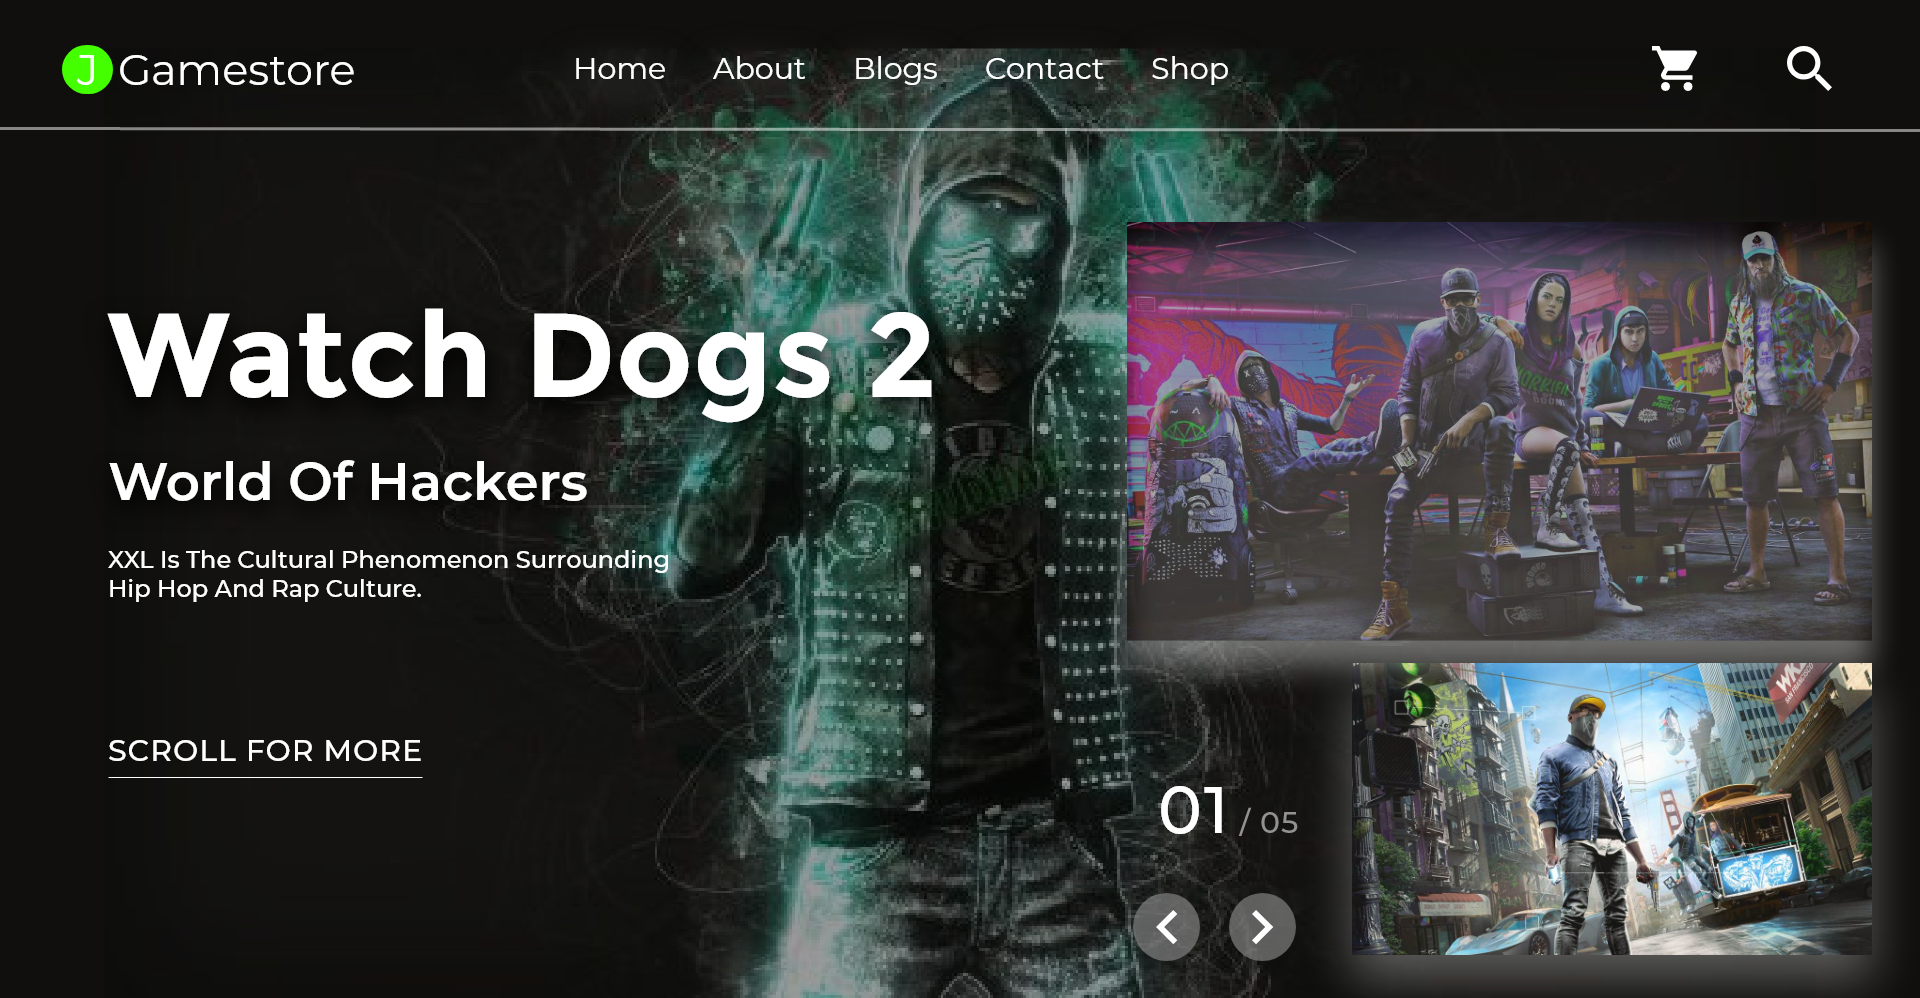 J Gamestore
Home About Blogs Contact Shop
Watch Dogs 2
World Of Hackers
XXL Is The Cultural Phenomenon Surrounding
Hip Hop And Rap Culture.
SCROLL FOR MORE
01 / 05